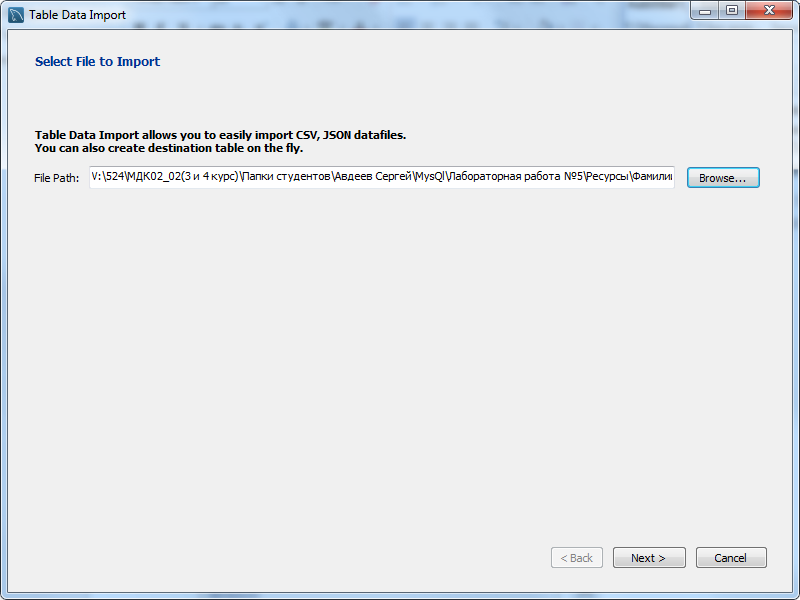 Table Data Import
Select File to Import
Table Data Import allows you to easily import CSV, JSON datafiles.
You can also create destination table on the fly.
File Path: V:\524\МДК02_02(3 и 4 курс)\Папки студентов\Авдеев Сергей\MysQl\Лабораторная работа №5\Ресурсы\Фамилии Browse...
< Back Next > Cancel